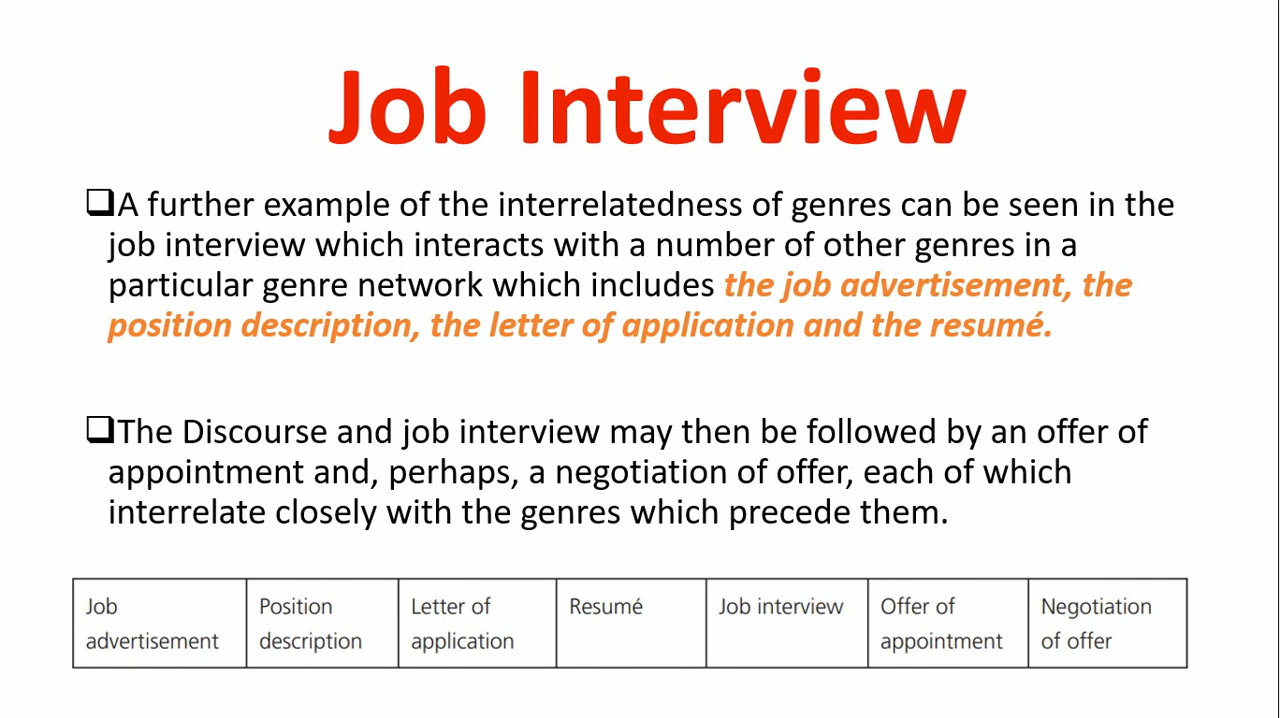 Job Interview
❑A further example of the interrelatedness of genres can be seen in the
job interview which interacts with a number of other genres in a
particular genre network which includes the job advertisement, the
position description, the letter of application and the resumé.
❑The Discourse and job interview may then be followed by an offer of
appointment and, perhaps, a negotiation of offer, each of which
interrelate closely with the genres which precede them.
Job advertisement
Position description
Letter of application
Resumé
Job interview
Offer of appointment
Negotiation of offer